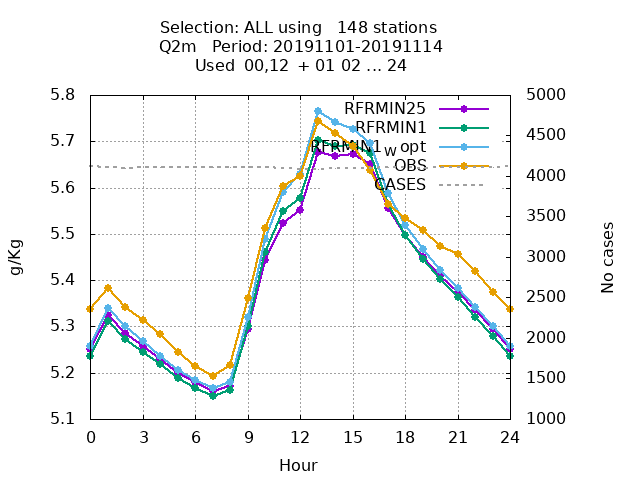 Selection: ALL using   148 stations
Q2m   Period: 20191101-20191114
Used  00,12  + 01 02 ... 24
5.8
5.7
5.6
5.5
5.4
5.3
5.2
5.1
g/Kg
RFRMIN25
RFRMIN1
RFRMIN1_w opt
OBS
CASES
5000
4500
4000
3500
3000
2500
2000
1500
1000
No cases
0 3 6 9 12 15 18 21 24
Hour